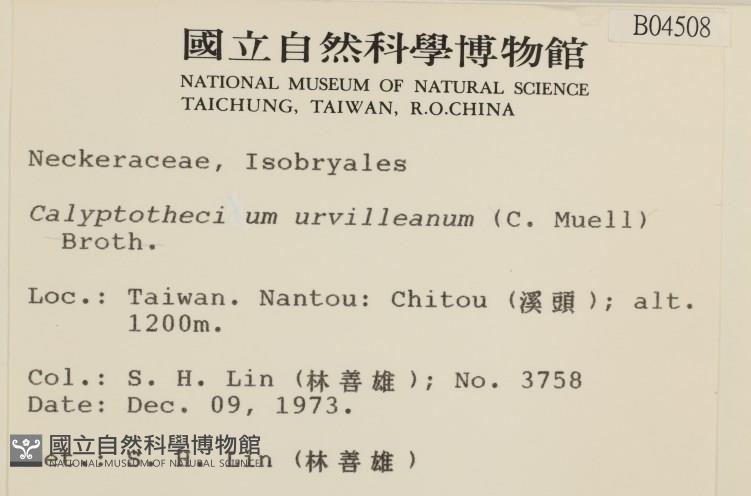 B04508
國立自然科學博物館
NATIONAL MUSEUM OF NATURAL SCIENCE
TAICHUNG, TAIWAN, R.O.CHINA
Neckeraceae, Isobryales
Calyptotheci um urvilleanum (C. Muell)
Broth.
Loc.: Taiwan. Nantou: Chitou (溪頭); alt.
1200m.
Col.: S. H. Lin (林善雄); No. 3758
Date: Dec. 09, 1973.
Det.: S. H. Lin (林善雄)
國立自然科學博物館
NATIONAL MUSEUM OF NATURAL SCIENCE